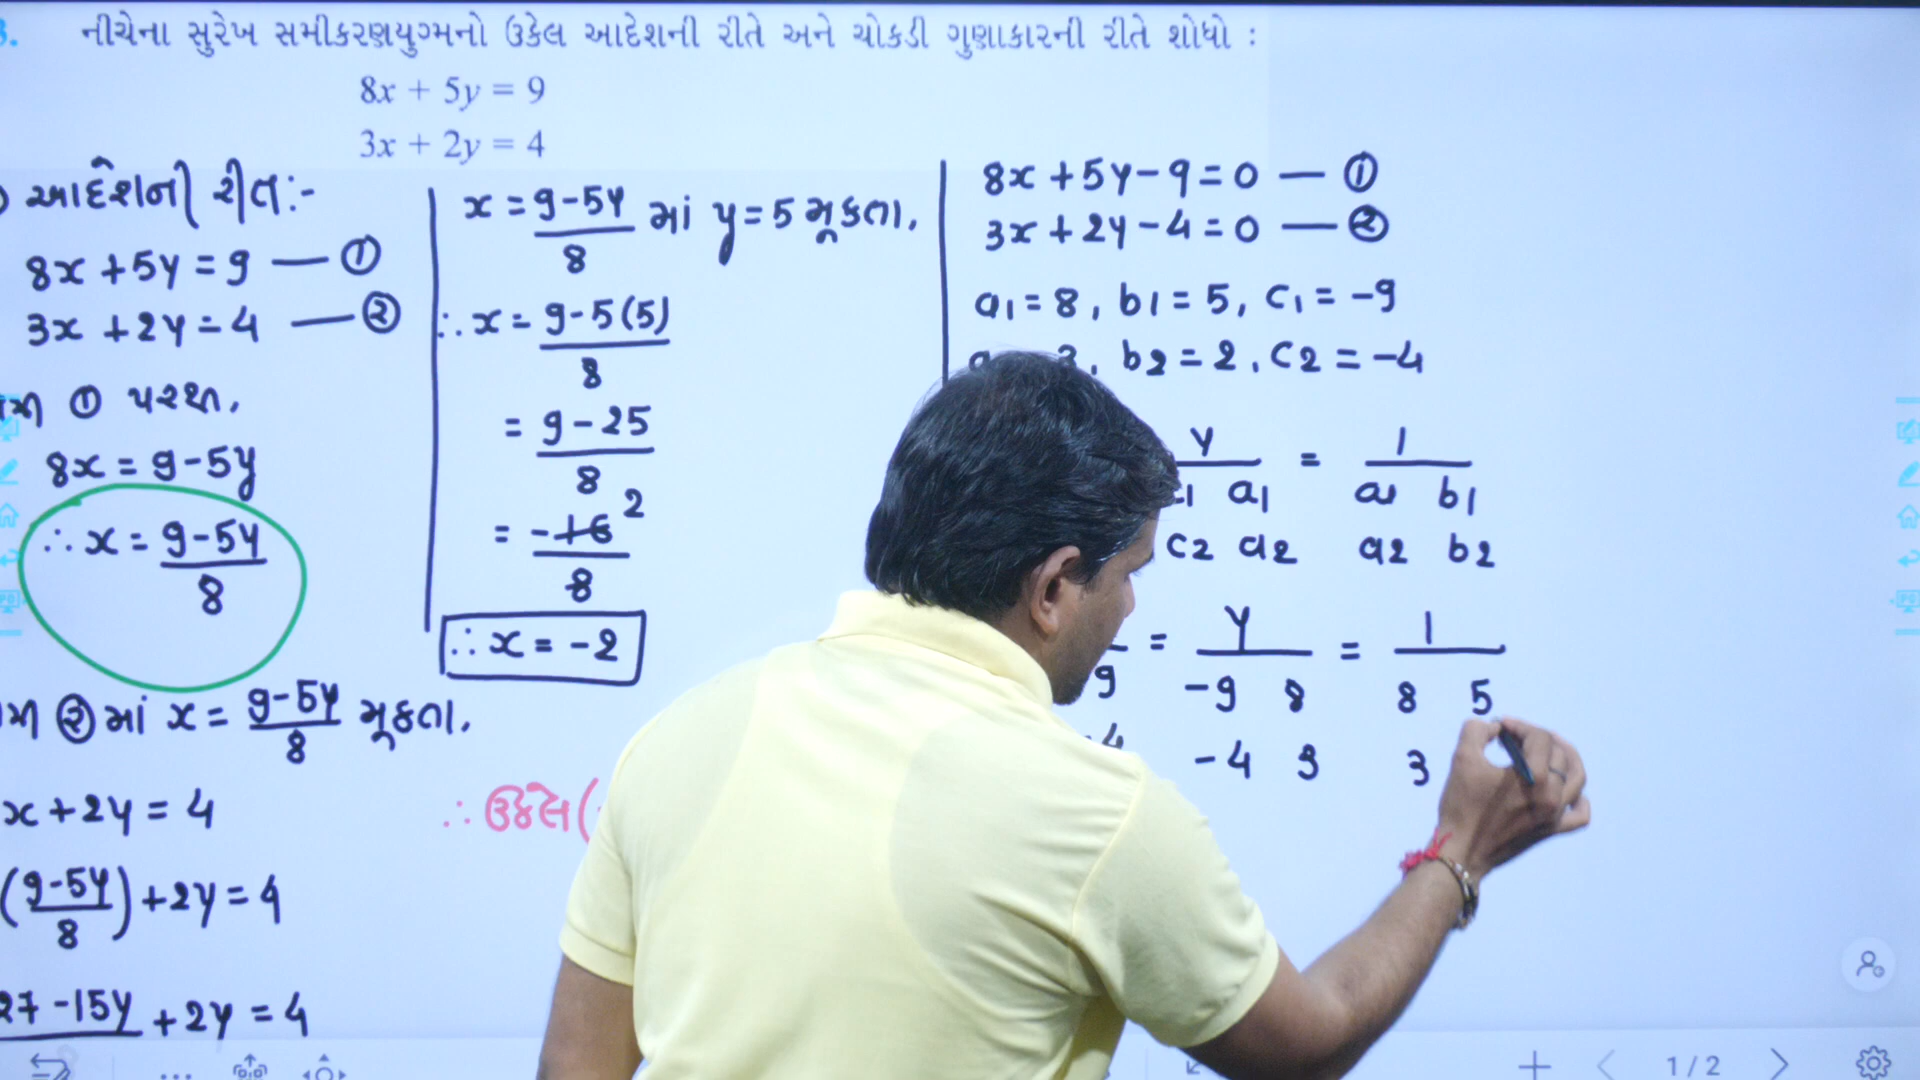 3. નીચેના સુરેખ સમીકરણયુગ્મનો ઉકેલ આદેશની રીતે અને ચોકડી ગુણાકારની રીતે શોધો :
8x + 5y = 9
3x + 2y = 4
આદેશની રીત:-
8x + 5y = 9 — ①
3x + 2y = 4 — ②
① પરથી,
8x = 9-5y
∴ x = 9-5y
8
② માં x = 9-5y મૂકતા,
8
x + 2y = 4
(9-5y) + 2y = 4
8
27 - 15y + 2y = 4
x = 9-5y માં y = 5 મૂકતા,
8
∴ x = 9-5(5)
8
= 9-25
8
= -16 2
8
∴ x = -2
∴ ઉકેલ (
8x + 5y - 9 = 0 — ①
3x + 2y - 4 = 0 — ②
a1 = 8, b1 = 5, c1 = -9
b2 = 2, c2 = -4
y = 1
c1 a1 a1 b1
c2 a2 a2 b2
= y = 1
9 -9 8 8 5
-4 -4 3 3
1 / 2